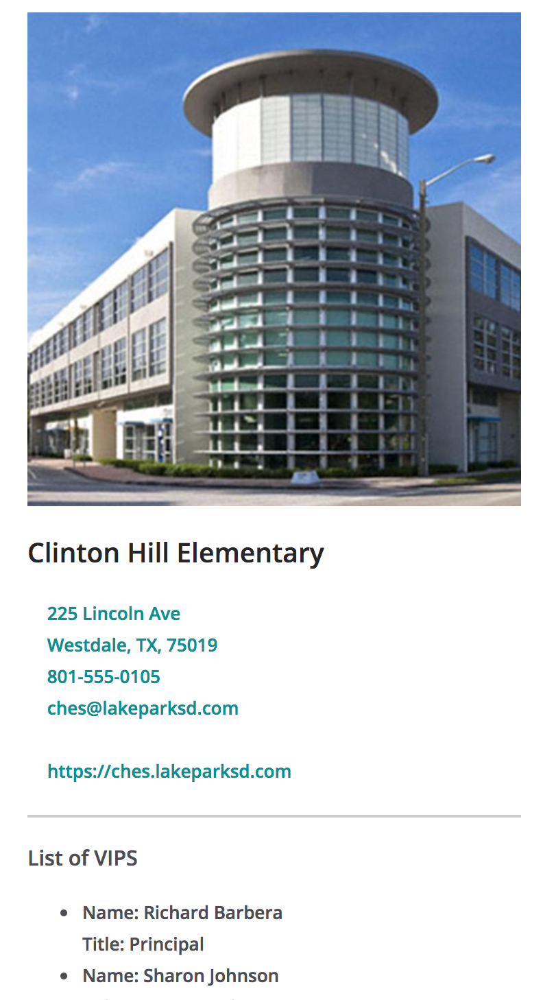 Clinton Hill Elementary
225 Lincoln Ave
Westdale, TX, 75019
801-555-0105
ches@lakeparksd.com
https://ches.lakeparksd.com
List of VIPS
Name: Richard Barbera
Title: Principal
Name: Sharon Johnson